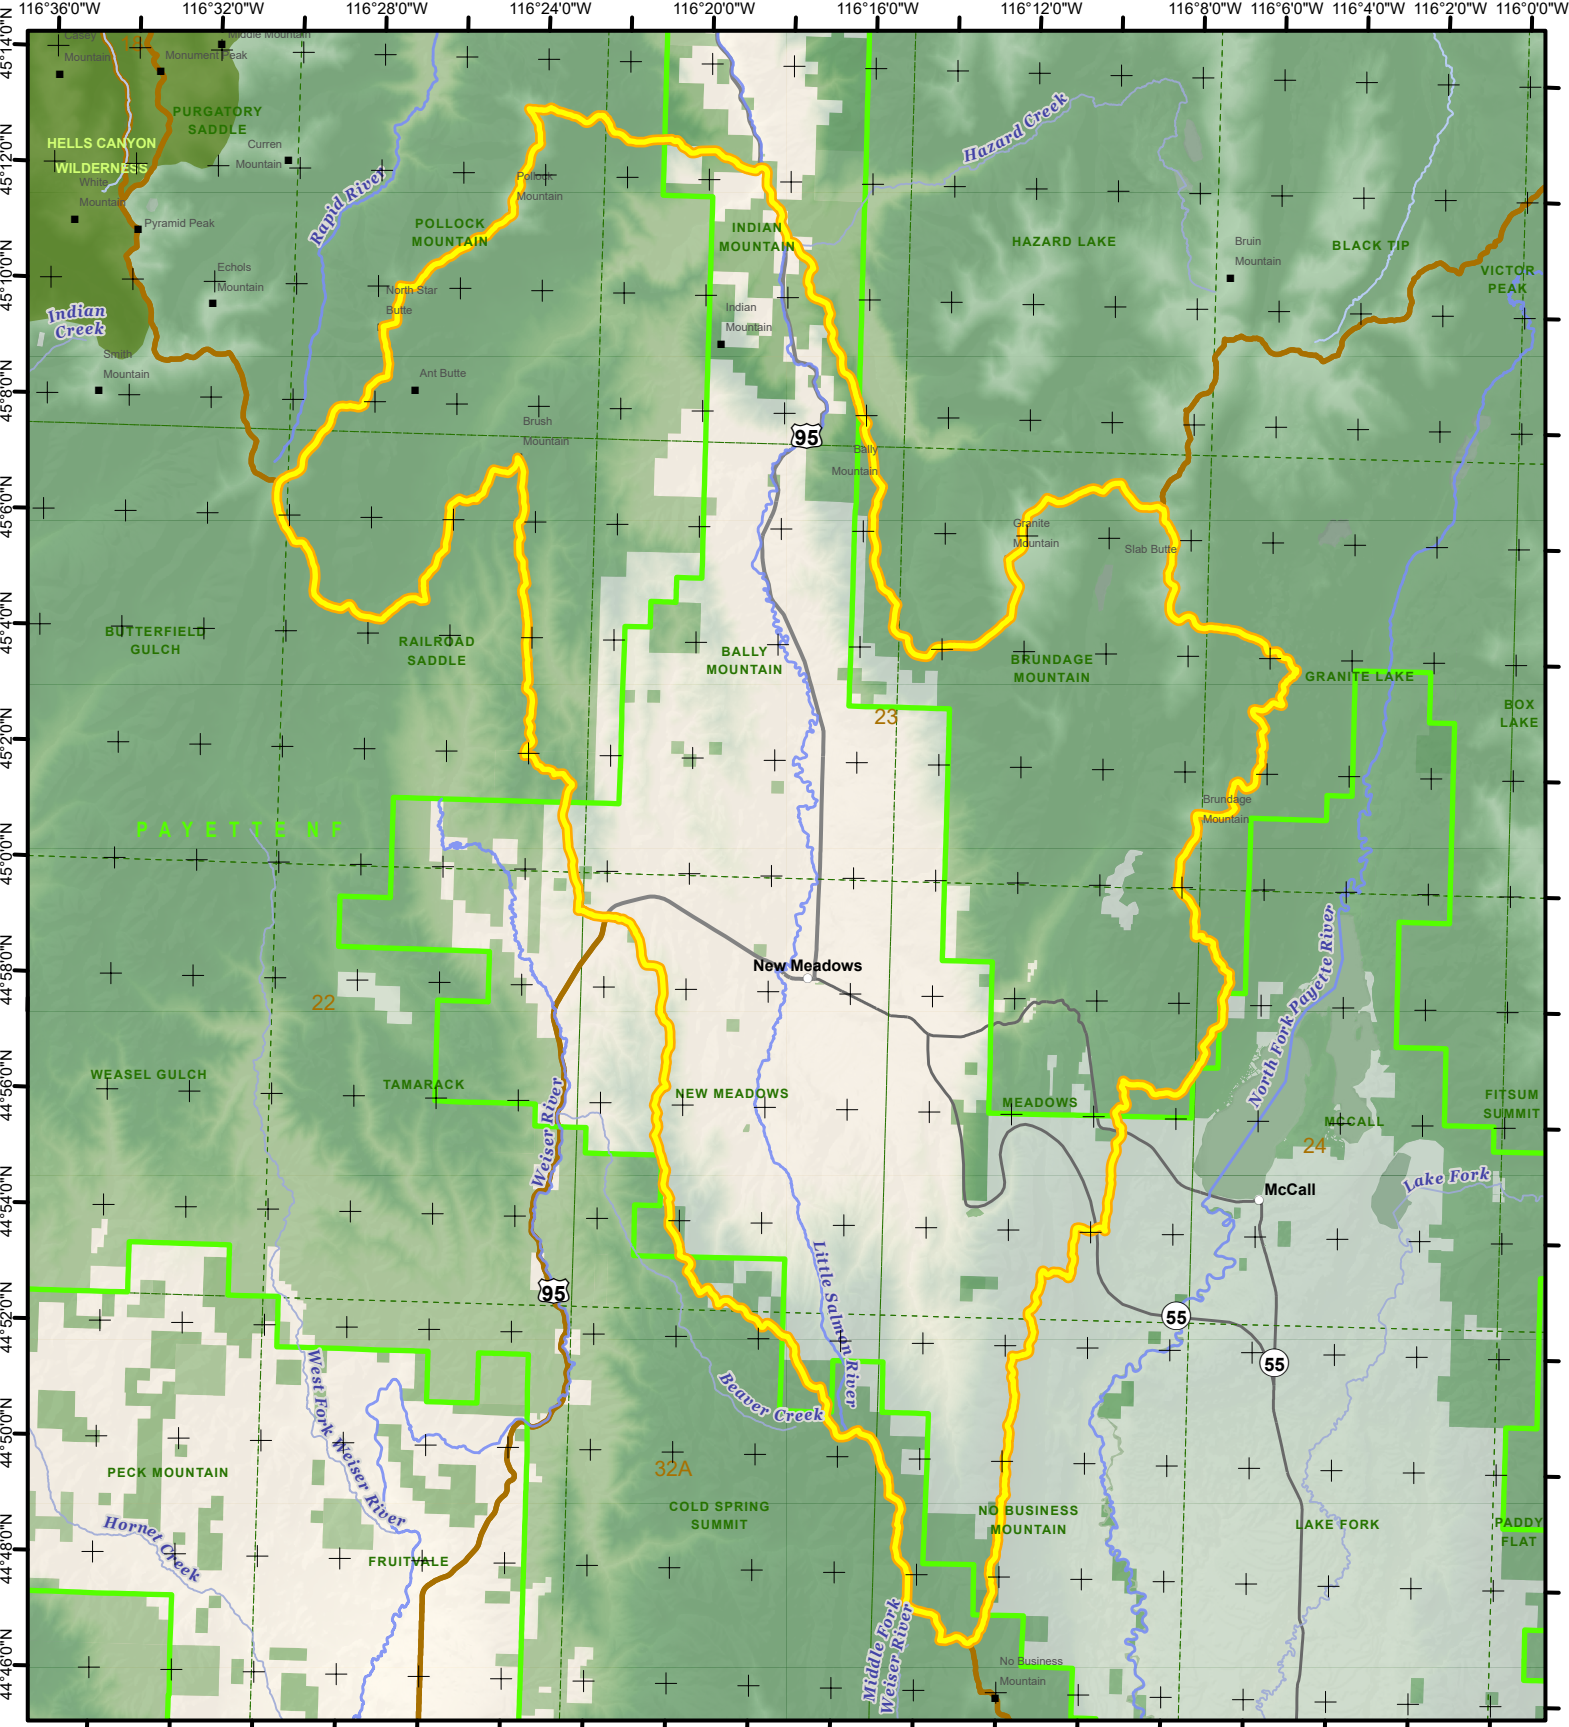 116°36'0"W
116°32'0"W
116°28'0"W
116°24'0"W
116°20'0"W
116°16'0"W
116°12'0"W
116°8'0"W
116°6'0"W
116°4'0"W
116°2'0"W
116°0'0"W
45°14'0"N
45°12'0"N
45°10'0"N
45°8'0"N
45°6'0"N
45°4'0"N
45°2'0"N
45°0'0"N
44°58'0"N
44°56'0"N
44°54'0"N
44°52'0"N
44°50'0"N
44°48'0"N
44°46'0"N
Casey
Mountain
Monument Peak
Middle Mountain
PURGATORY
SADDLE
HELLS CANYON
WILDERNESS
Curren
Mountain
White
Mountain
Pyramid Peak
Echols
Mountain
Indian
Creek
Smith
Mountain
Rapid River
POLLOCK
MOUNTAIN
Pollock
Mountain
North Star
Butte
Ant Butte
Brush
Mountain
INDIAN
MOUNTAIN
Indian
Mountain
Hazard Creek
HAZARD LAKE
Bruin
Mountain
BLACK TIP
VICTOR
PEAK
95
Bally
Mountain
Granite
Mountain
Slab Butte
BUTTERFIELD
GULCH
RAILROAD
SADDLE
BALLY
MOUNTAIN
BRUNDAGE
MOUNTAIN
GRANITE LAKE
BOX
LAKE
23
Brundage
Mountain
PAYETTE NF
New Meadows
22
North Fork Payette River
WEASEL GULCH
TAMARACK
NEW MEADOWS
MEADOWS
MCCALL
FITSUM
SUMMIT
24
Weiser River
McCall
Lake Fork
95
Little Salmon River
55
55
West Fork Weiser River
Beaver Creek
PECK MOUNTAIN
32A
COLD SPRING
SUMMIT
NO BUSINESS
MOUNTAIN
LAKE FORK
PADDY
FLAT
Hornet Creek
FRUITVALE
Middle Fork
Weiser River
No Business
Mountain